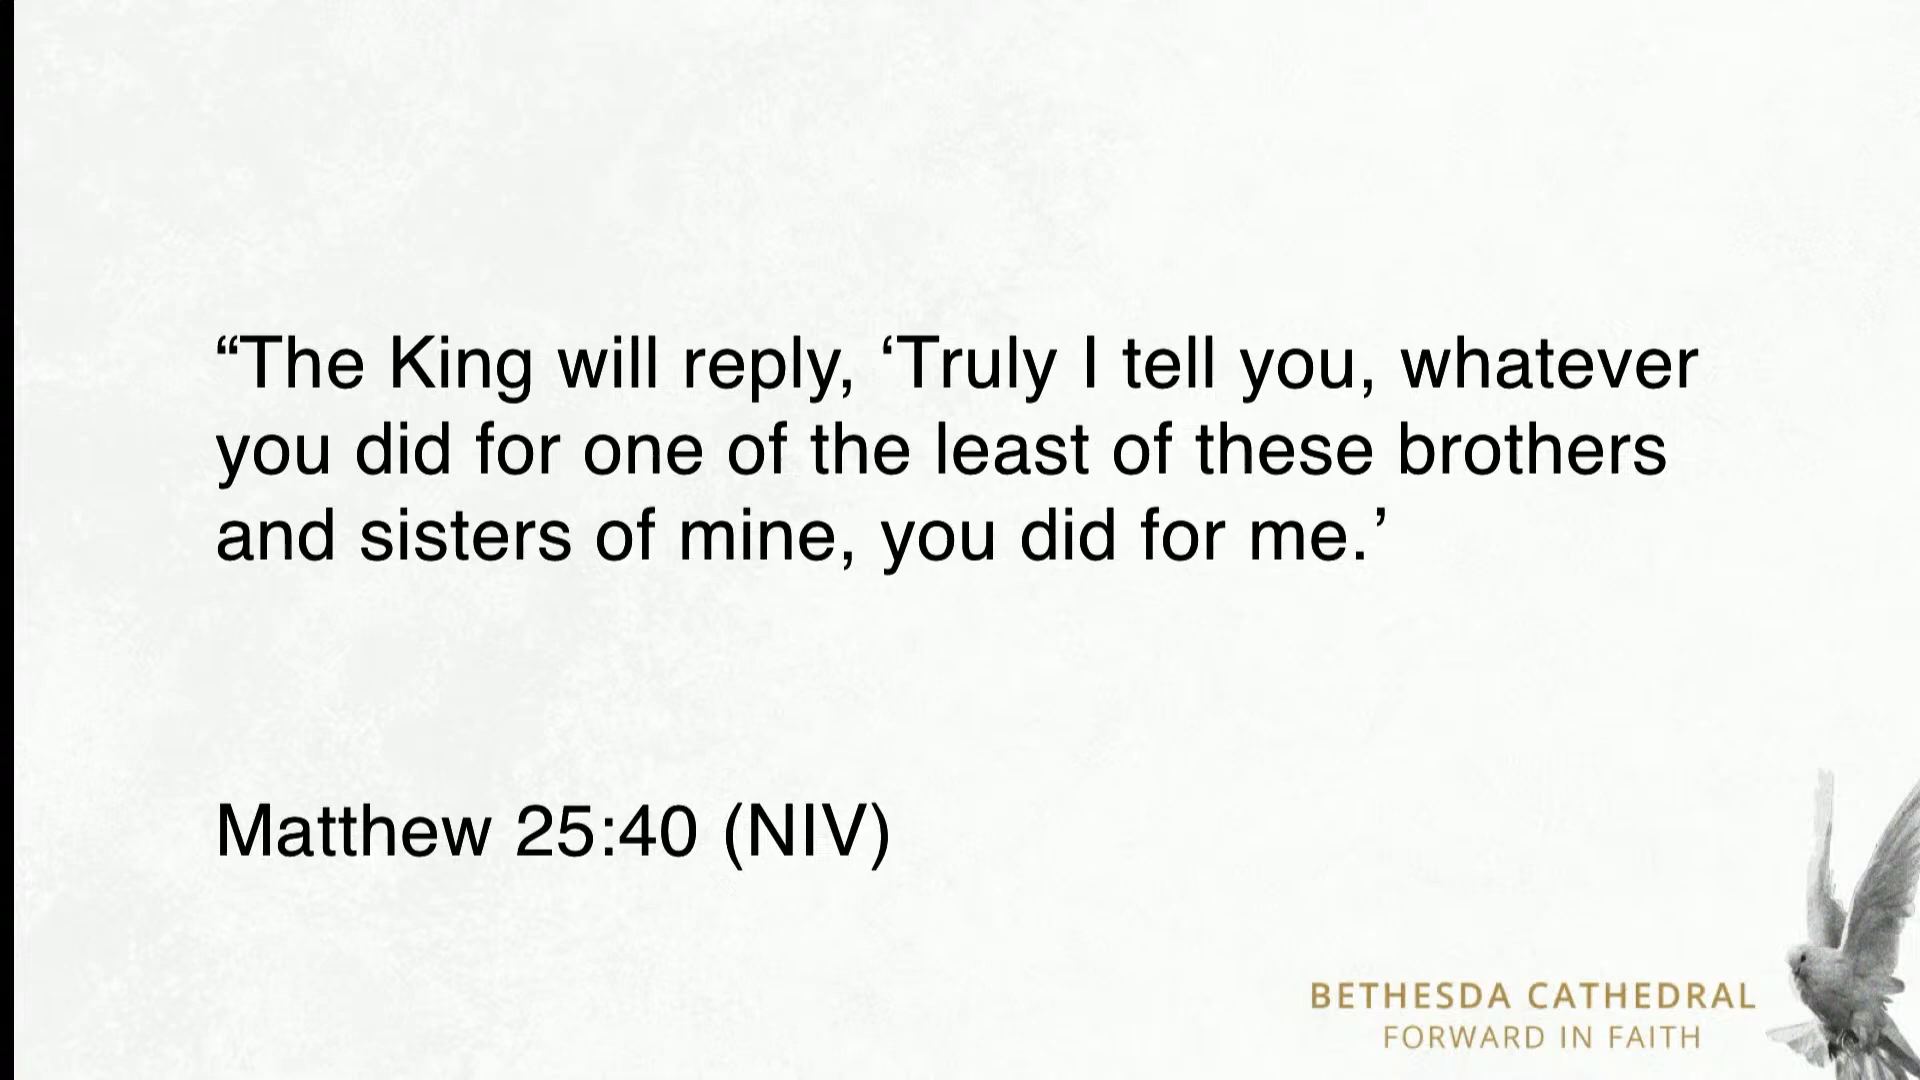 “The King will reply, ‘Truly I tell you, whatever
you did for one of the least of these brothers
and sisters of mine, you did for me.’
Matthew 25:40 (NIV)
BETHESDA CATHEDRAL
FORWARD IN FAITH